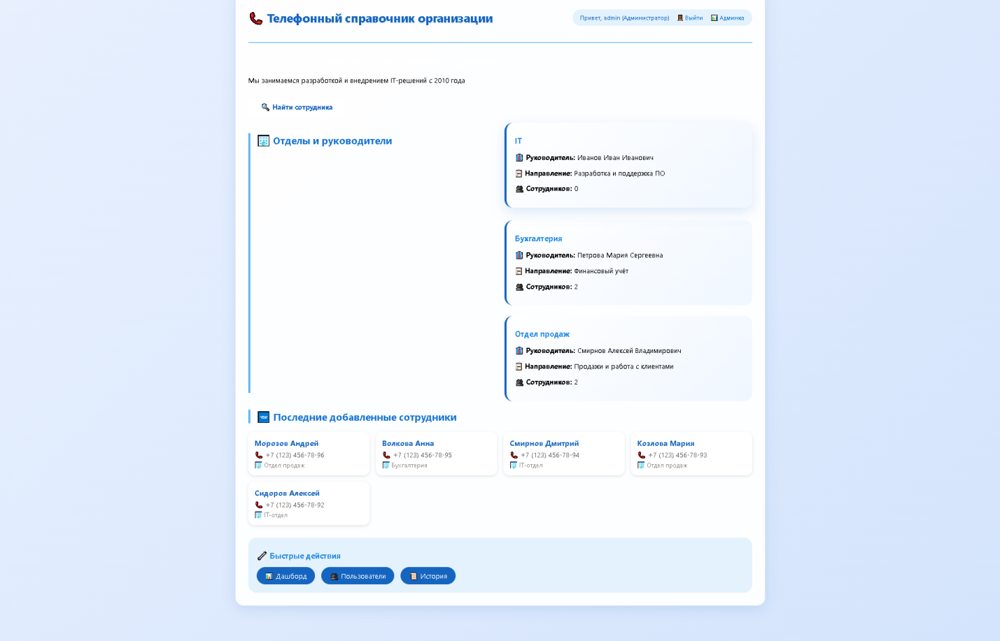 Телефонный справочник организации
Привет, admin (Администратор) Выйти Админка
Мы занимаемся разработкой и внедрением IT-решений с 2010 года
Найти сотрудника
Отделы и руководители
IT
Руководитель: Иванов Иван Иванович
Направление: Разработка и поддержка ПО
Сотрудников: 0
Бухгалтерия
Руководитель: Петрова Мария Сергеевна
Направление: Финансовый учёт
Сотрудников: 2
Отдел продаж
Руководитель: Смирнов Алексей Владимирович
Направление: Продажи и работа с клиентами
Сотрудников: 2
Последние добавленные сотрудники
Морозов Андрей
+7 (123) 456-78-96
Отдел продаж
Волкова Анна
+7 (123) 456-78-95
Бухгалтерия
Смирнов Дмитрий
+7 (123) 456-78-94
IT-отдел
Козлова Мария
+7 (123) 456-78-93
Отдел продаж
Сидоров Алексей
+7 (123) 456-78-92
IT-отдел
Быстрые действия
Дашборд Пользователи История